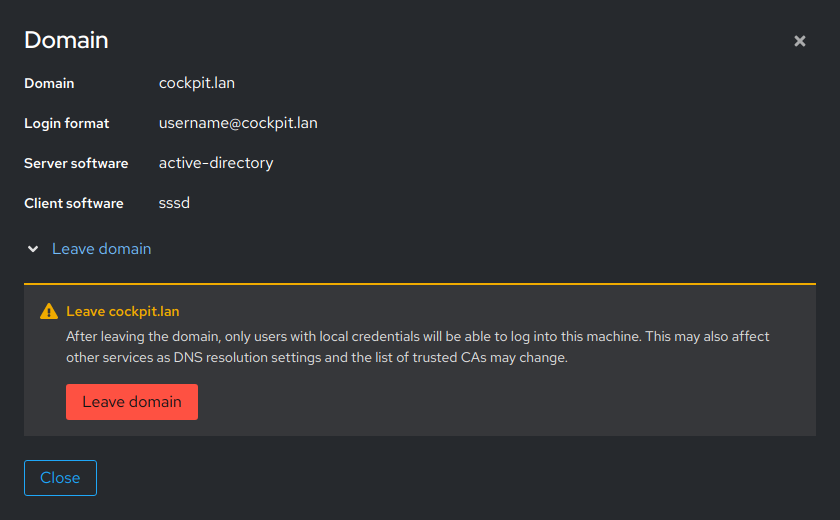 Domain
Domain cockpit.lan
Login format username@cockpit.lan
Server software active-directory
Client software sssd
Leave domain
Leave cockpit.lan
After leaving the domain, only users with local credentials will be able to log into this machine. This may also affect
other services as DNS resolution settings and the list of trusted CAs may change.
Leave domain
Close